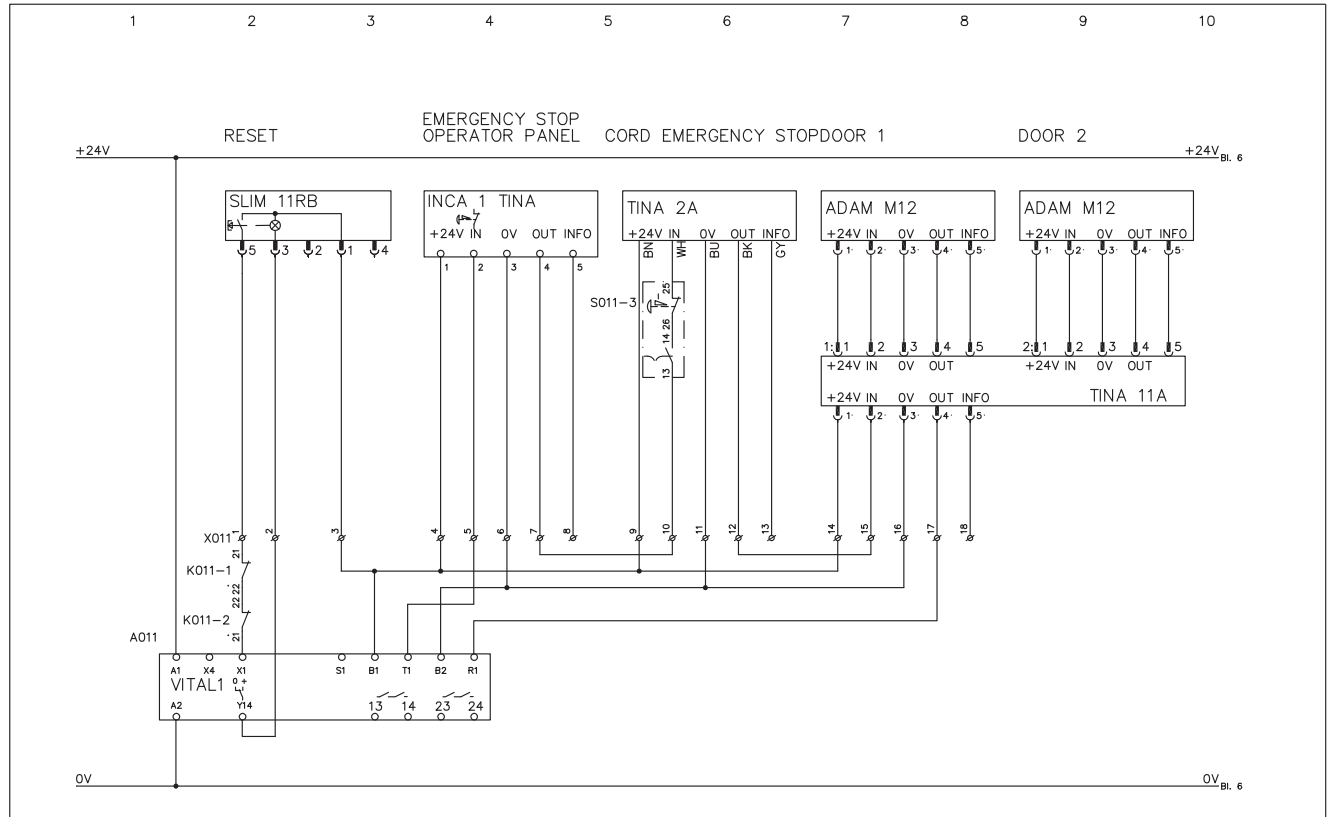 1 2 3 4 5 6 7 8 9 10
RESET
EMERGENCY STOP
OPERATOR PANEL
CORD EMERGENCY STOP
DOOR 1
DOOR 2
+24V
+24V Bl. 6
SLIM 11RB
5 3 2 1 4
INCA 1 TINA
+24V IN 0V OUT INFO
1 2 3 4 5
TINA 2A
+24V IN 0V OUT INFO
BN WH BU BK GY
ADAM M12
+24V IN 0V OUT INFO
1 2 3 4 5
ADAM M12
+24V IN 0V OUT INFO
1 2 3 4 5
S011-3
25
26
14
13
1:1 2 3 4 5
2:1 2 3 4 5
+24V IN 0V OUT
+24V IN 0V OUT
TINA 11A
+24V IN 0V OUT INFO
1 2 3 4 5
X011
1 2 3 4 5 6 7 8 9 10 11 12 13 14 15 16 17 18
21
K011-1
22
22
K011-2
21
A011
A1 X4 X1 S1 B1 T1 B2 R1
VITAL1
0 +
A2 Y14 13 14 23 24
0V
0V Bl. 6